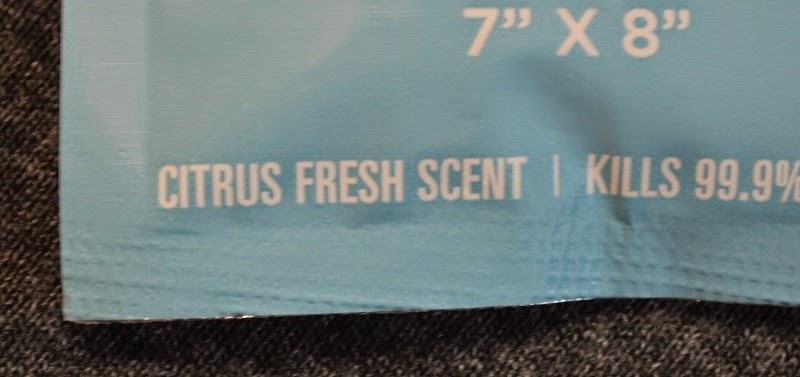 7” X 8”
CITRUS FRESH SCENT | KILLS 99.9%